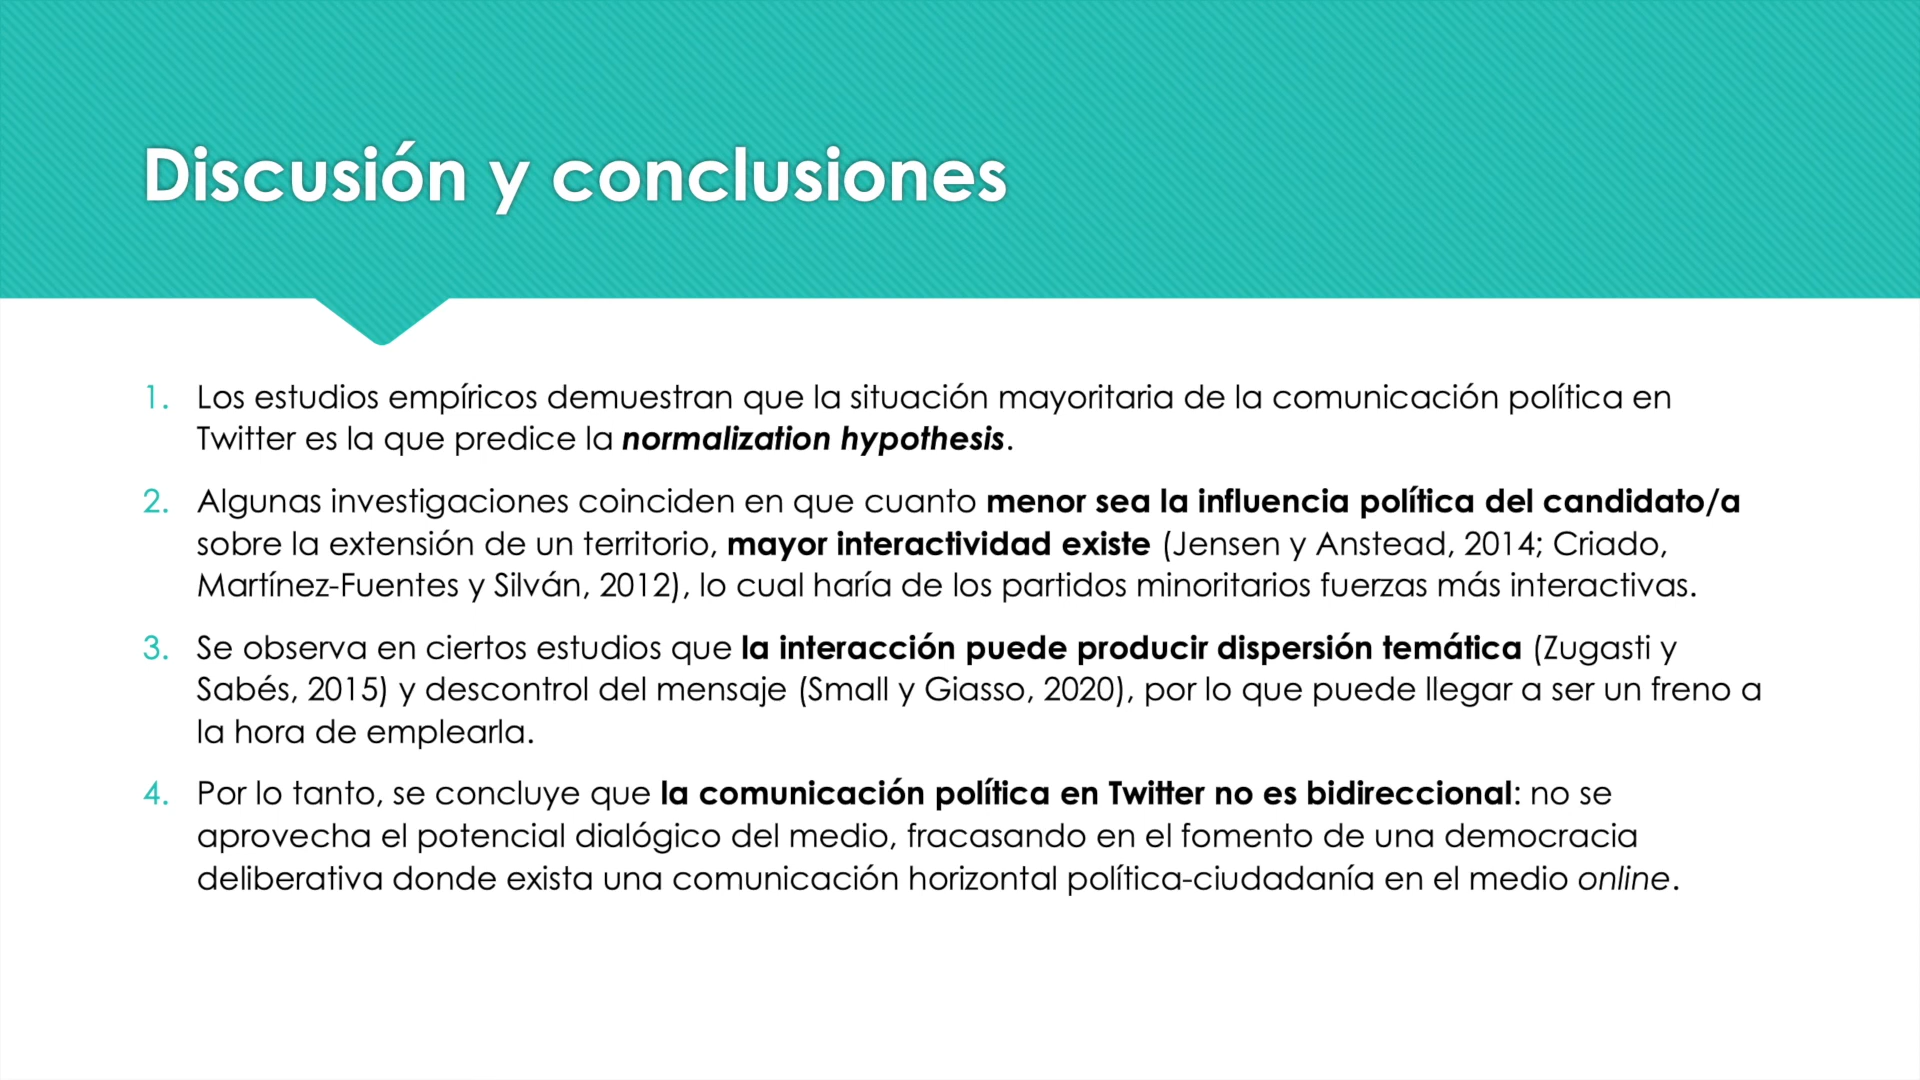 Discusión y conclusiones
1. Los estudios empíricos demuestran que la situación mayoritaria de la comunicación política en
Twitter es la que predice la normalization hypothesis.
2. Algunas investigaciones coinciden en que cuanto menor sea la influencia política del candidato/a
sobre la extensión de un territorio, mayor interactividad existe (Jensen y Anstead, 2014; Criado,
Martínez-Fuentes y Silván, 2012), lo cual haría de los partidos minoritarios fuerzas más interactivas.
3. Se observa en ciertos estudios que la interacción puede producir dispersión temática (Zugasti y
Sabés, 2015) y descontrol del mensaje (Small y Giasso, 2020), por lo que puede llegar a ser un freno a
la hora de emplearla.
4. Por lo tanto, se concluye que la comunicación política en Twitter no es bidireccional: no se
aprovecha el potencial dialógico del medio, fracasando en el fomento de una democracia
deliberativa donde exista una comunicación horizontal política-ciudadanía en el medio online.